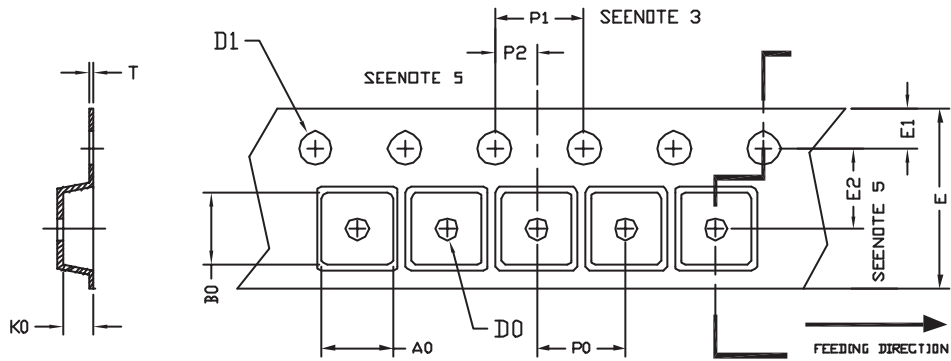 P1
SEENOTE 3
D1
P2
T
SEENOTE 5
E1
E2
E
SEENOTE 5
B0
K0
A0
D0
P0
FEEDING DIRECTION